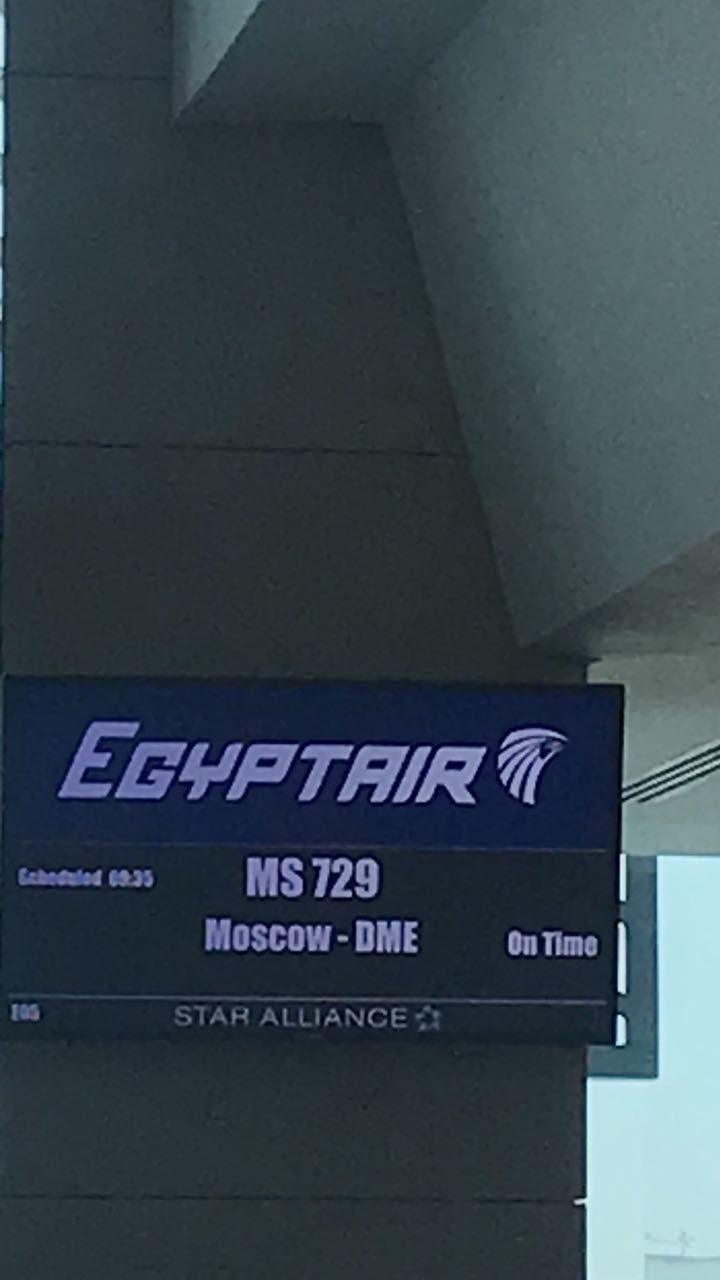 EGYPTAIR
Scheduled 09:35
MS 729
Moscow - DME
On Time
STAR ALLIANCE